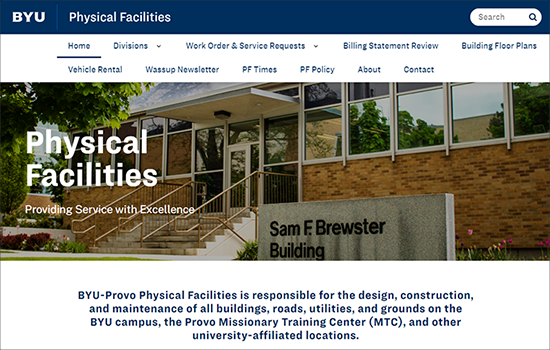 BYU Physical Facilities Search
Home Divisions Work Order & Service Requests Billing Statement Review Building Floor Plans
Vehicle Rental Wassup Newsletter PF Times PF Policy About Contact
Physical
Facilities
Providing Service with Excellence
Sam F. Brewster
Building
BYU-Provo Physical Facilities is responsible for the design, construction,
and maintenance of all buildings, roads, utilities, and grounds on the
BYU campus, the Provo Missionary Training Center (MTC), and other
university-affiliated locations.